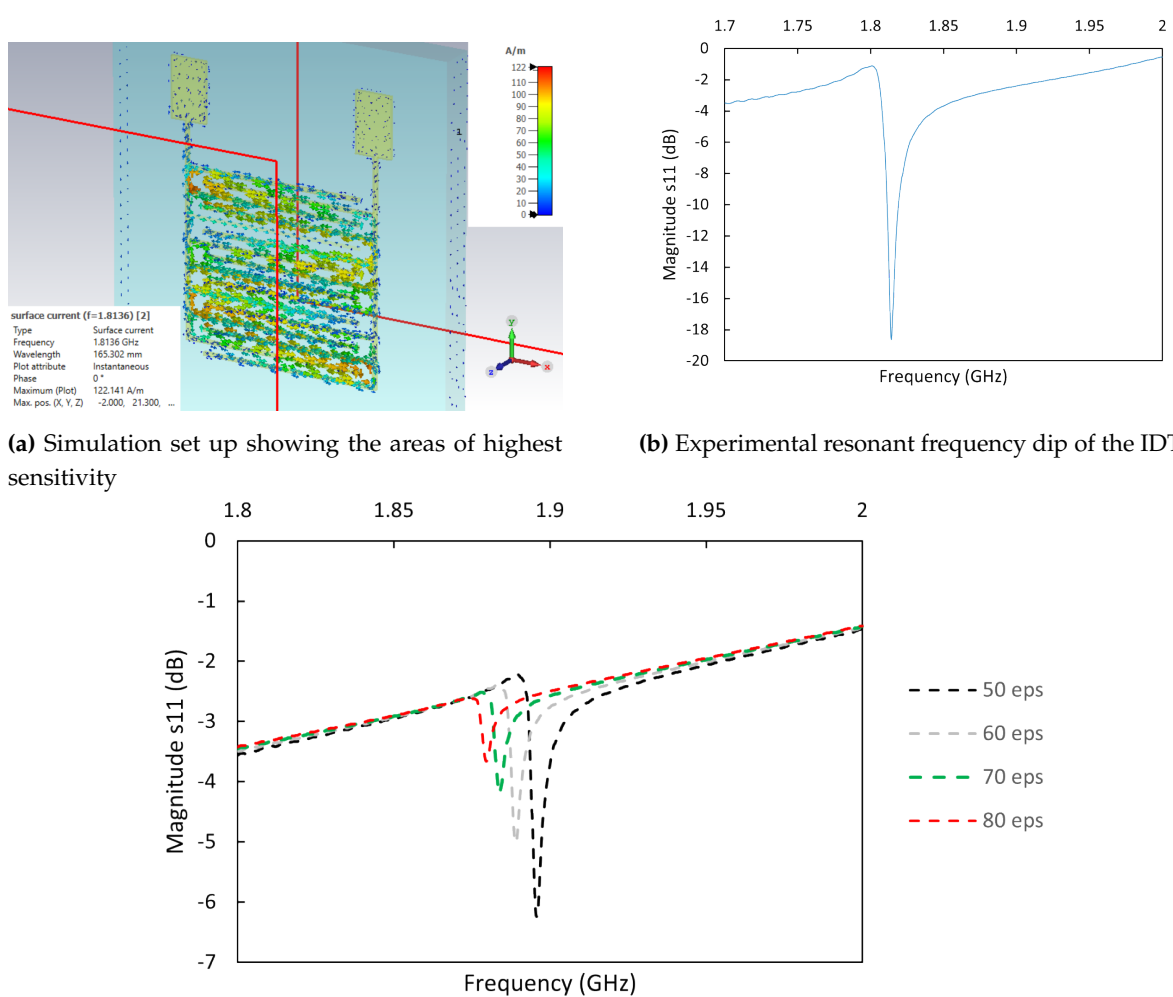 A/m
122
110
100
90
80
70
60
50
40
30
20
10
0
1
surface current (f=1.8136) [2]
Type Surface current
Frequency 1.8136 GHz
Wavelength 165.302 mm
Plot attribute Instantaneous
Phase 0°
Maximum (Plot) 122.141 A/m
Max. pos. (X, Y, Z) -2.000, 21.300, ...
Y
X
Z
1.7 1.75 1.8 1.85 1.9 1.95 2
0
-2
-4
-6
-8
-10
-12
-14
-16
-18
-20
Magnitude s11 (dB)
Frequency (GHz)
(a) Simulation set up showing the areas of highest
sensitivity
(b) Experimental resonant frequency dip of the IDT
1.8 1.85 1.9 1.95 2
0
-1
-2
-3
-4
-5
-6
-7
Magnitude s11 (dB)
Frequency (GHz)
50 eps
60 eps
70 eps
80 eps